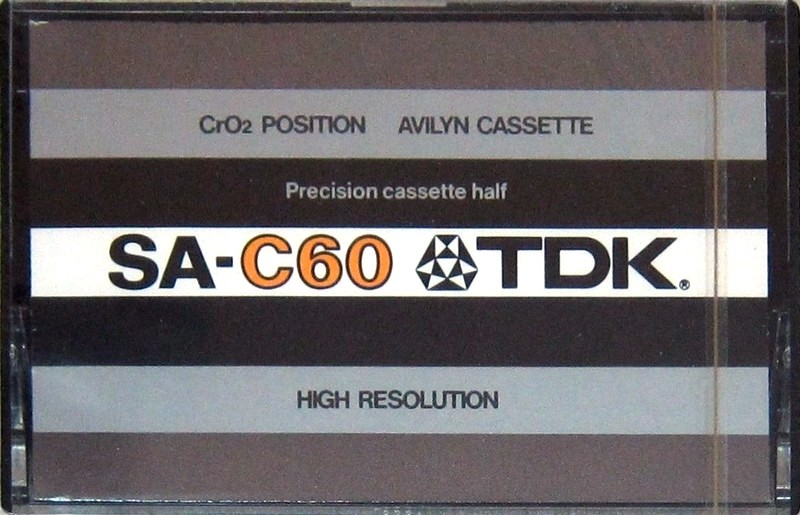 CrO2 POSITION AVILYN CASSETTE
Precision cassette half
SA-C60 TDK®
HIGH RESOLUTION